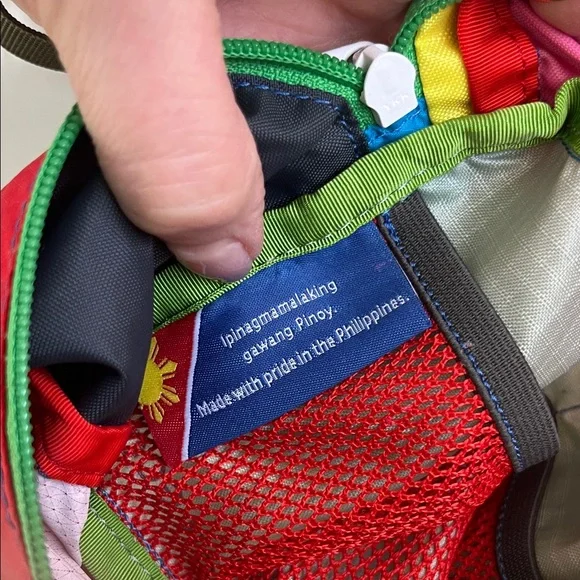 Ipinagmamalaking
gawang Pinoy.
Made with pride in the Philippines.